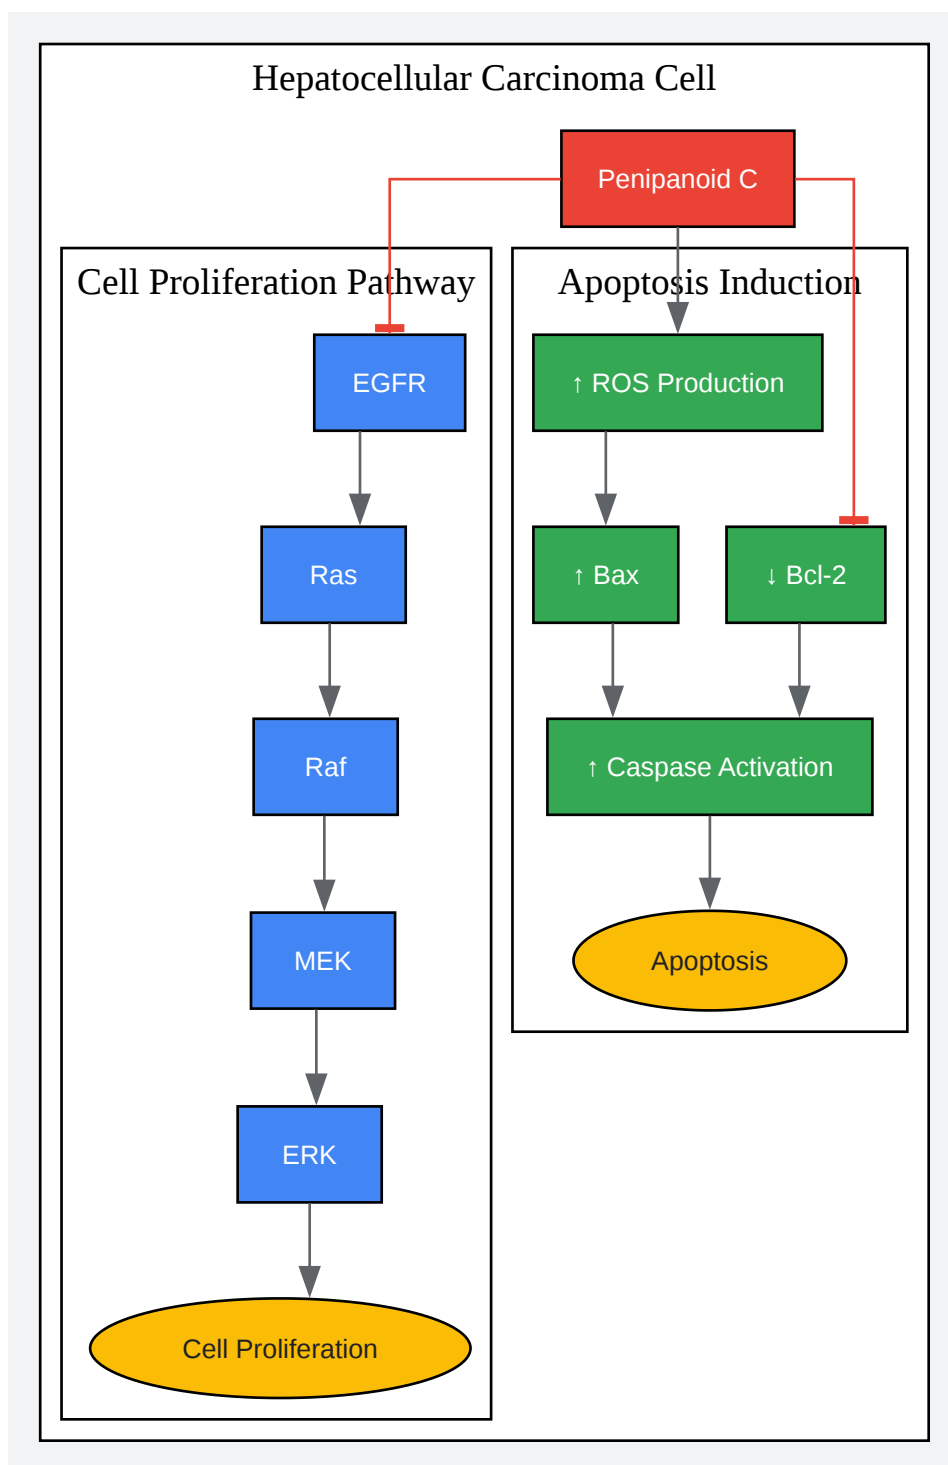 Hepatocellular Carcinoma Cell
Penipanoid C
Cell Proliferation Pathway
EGFR
Ras
Raf
MEK
ERK
Cell Proliferation
Apoptosis Induction
↑ ROS Production
↑ Bax
↓ Bcl-2
↑ Caspase Activation
Apoptosis